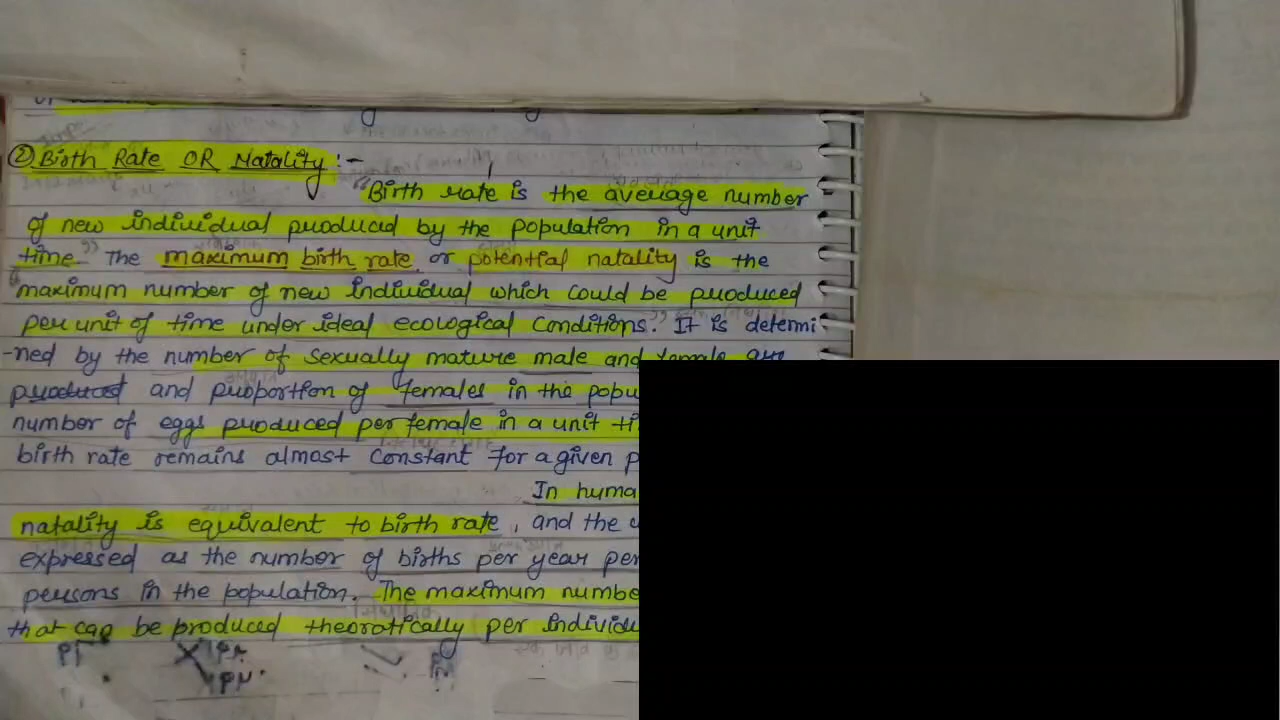 ② Birth Rate OR Natality :-
"Birth rate is the average number
of new individual produced by the population in a unit
time." The maximum birth rate or potential natality is the
"maximum number of new individual which could be produced
per unit of time under ideal ecological conditions." It is determi-
-ned by the number of sexually mature male and female
produced and proportion of females in the popu
number of eggs produced per female in a unit ti
birth rate remains almost constant for a given p
In huma
natality is equivalent to birth rate, and the
expressed as the number of births per year per
persons in the population. The maximum numbe
that can be produced theoratically per individu